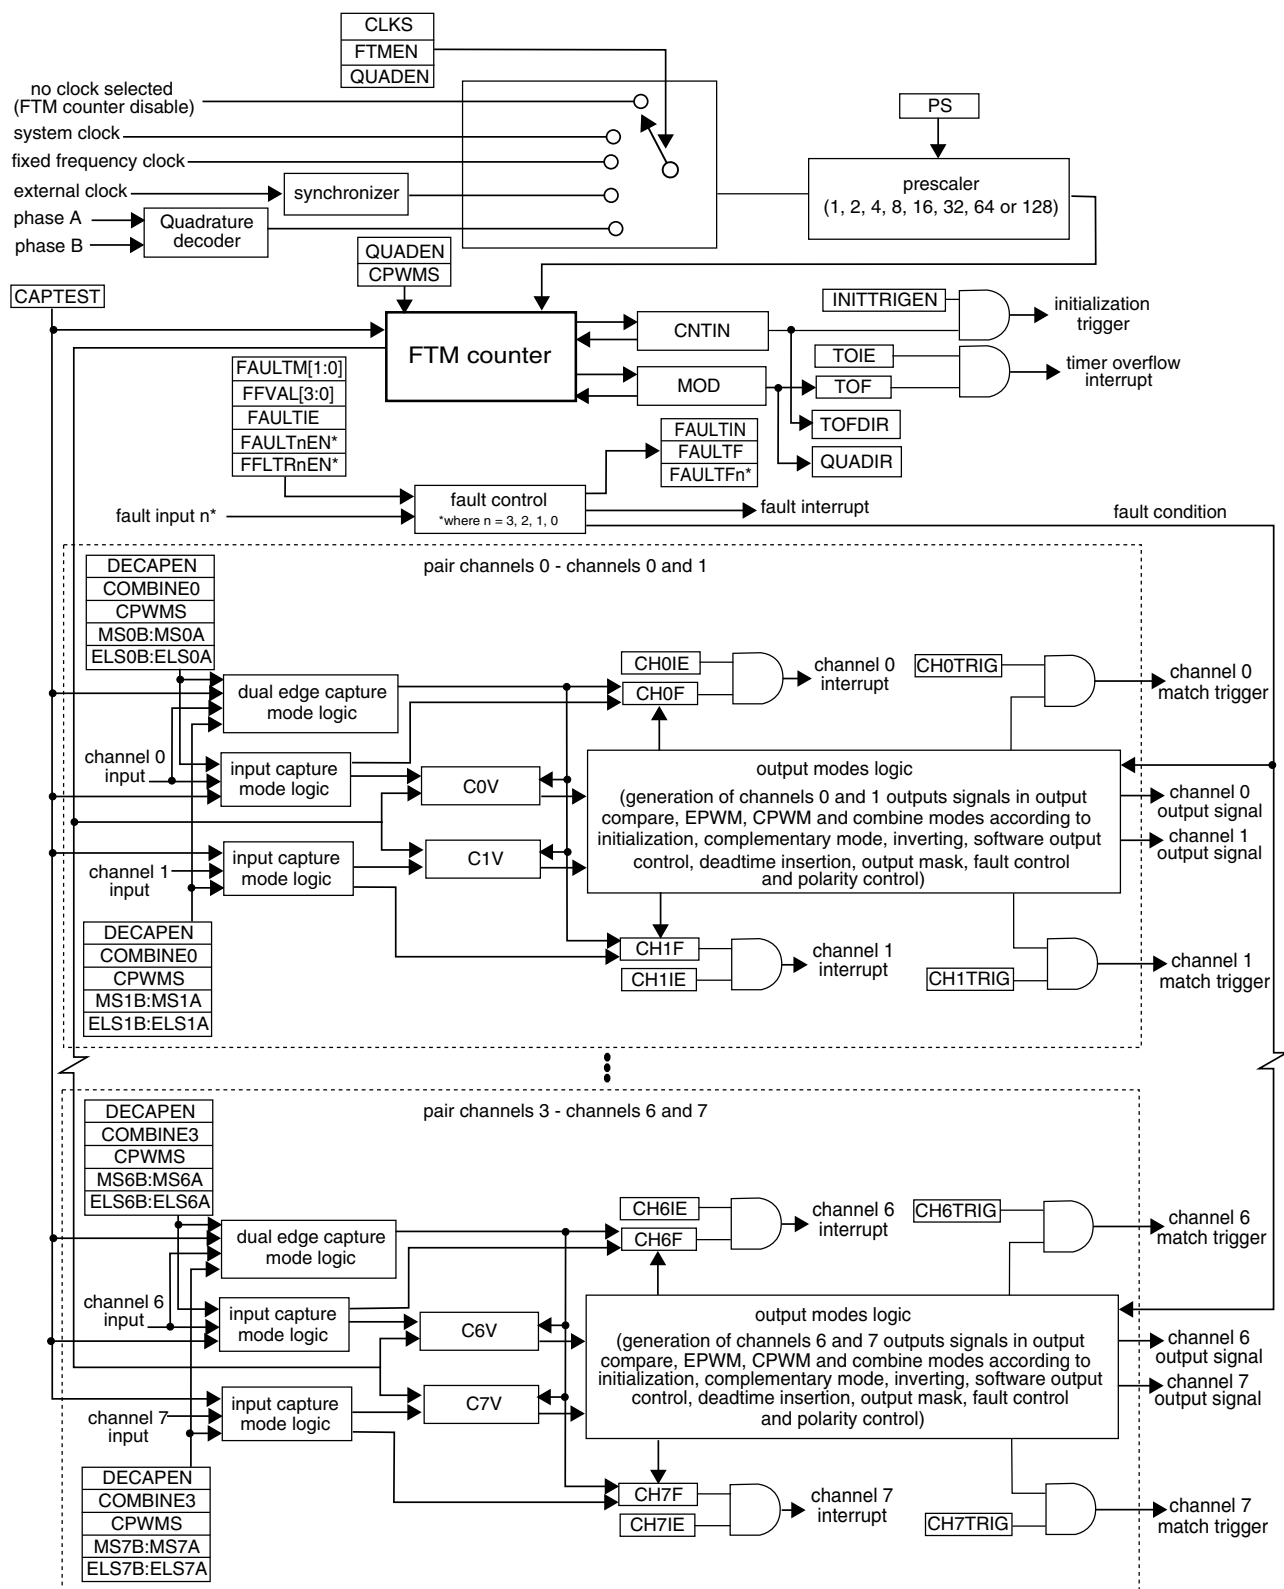 CLKS
FTMEN
QUADEN
no clock selected
(FTM counter disable)
system clock
fixed frequency clock
external clock
synchronizer
phase A
phase B
Quadrature
decoder
PS
prescaler
(1, 2, 4, 8, 16, 32, 64 or 128)
QUADEN
CPWMS
CAPTEST
FTM counter
CNTIN
MOD
INITTRIGEN
initialization
trigger
TOIE
TOF
timer overflow
interrupt
TOFDIR
QUADIR
FAULTM[1:0]
FFVAL[3:0]
FAULTIE
FAULTnEN*
FFLTRnEN*
FAULTIN
FAULTF
FAULTFn*
fault input n*
fault control
*where n = 3, 2, 1, 0
fault interrupt
fault condition
pair channels 0 - channels 0 and 1
DECAPEN
COMBINE0
CPWMS
MS0B:MS0A
ELS0B:ELS0A
dual edge capture
mode logic
CH0IE
CH0F
channel 0
interrupt
CH0TRIG
channel 0
match trigger
channel 0
input
input capture
mode logic
C0V
output modes logic
(generation of channels 0 and 1 outputs signals in output
compare, EPWM, CPWM and combine modes according to
initialization, complementary mode, inverting, software output
control, deadtime insertion, output mask, fault control
and polarity control)
channel 0
output signal
channel 1
output signal
channel 1
input
input capture
mode logic
C1V
DECAPEN
COMBINE0
CPWMS
MS1B:MS1A
ELS1B:ELS1A
CH1F
CH1IE
channel 1
interrupt
CH1TRIG
channel 1
match trigger
pair channels 3 - channels 6 and 7
DECAPEN
COMBINE3
CPWMS
MS6B:MS6A
ELS6B:ELS6A
dual edge capture
mode logic
CH6IE
CH6F
channel 6
interrupt
CH6TRIG
channel 6
match trigger
channel 6
input
input capture
mode logic
C6V
output modes logic
(generation of channels 6 and 7 outputs signals in output
compare, EPWM, CPWM and combine modes according to
initialization, complementary mode, inverting, software output
control, deadtime insertion, output mask, fault control
and polarity control)
channel 6
output signal
channel 7
output signal
channel 7
input
input capture
mode logic
C7V
DECAPEN
COMBINE3
CPWMS
MS7B:MS7A
ELS7B:ELS7A
CH7F
CH7IE
channel 7
interrupt
CH7TRIG
channel 7
match trigger